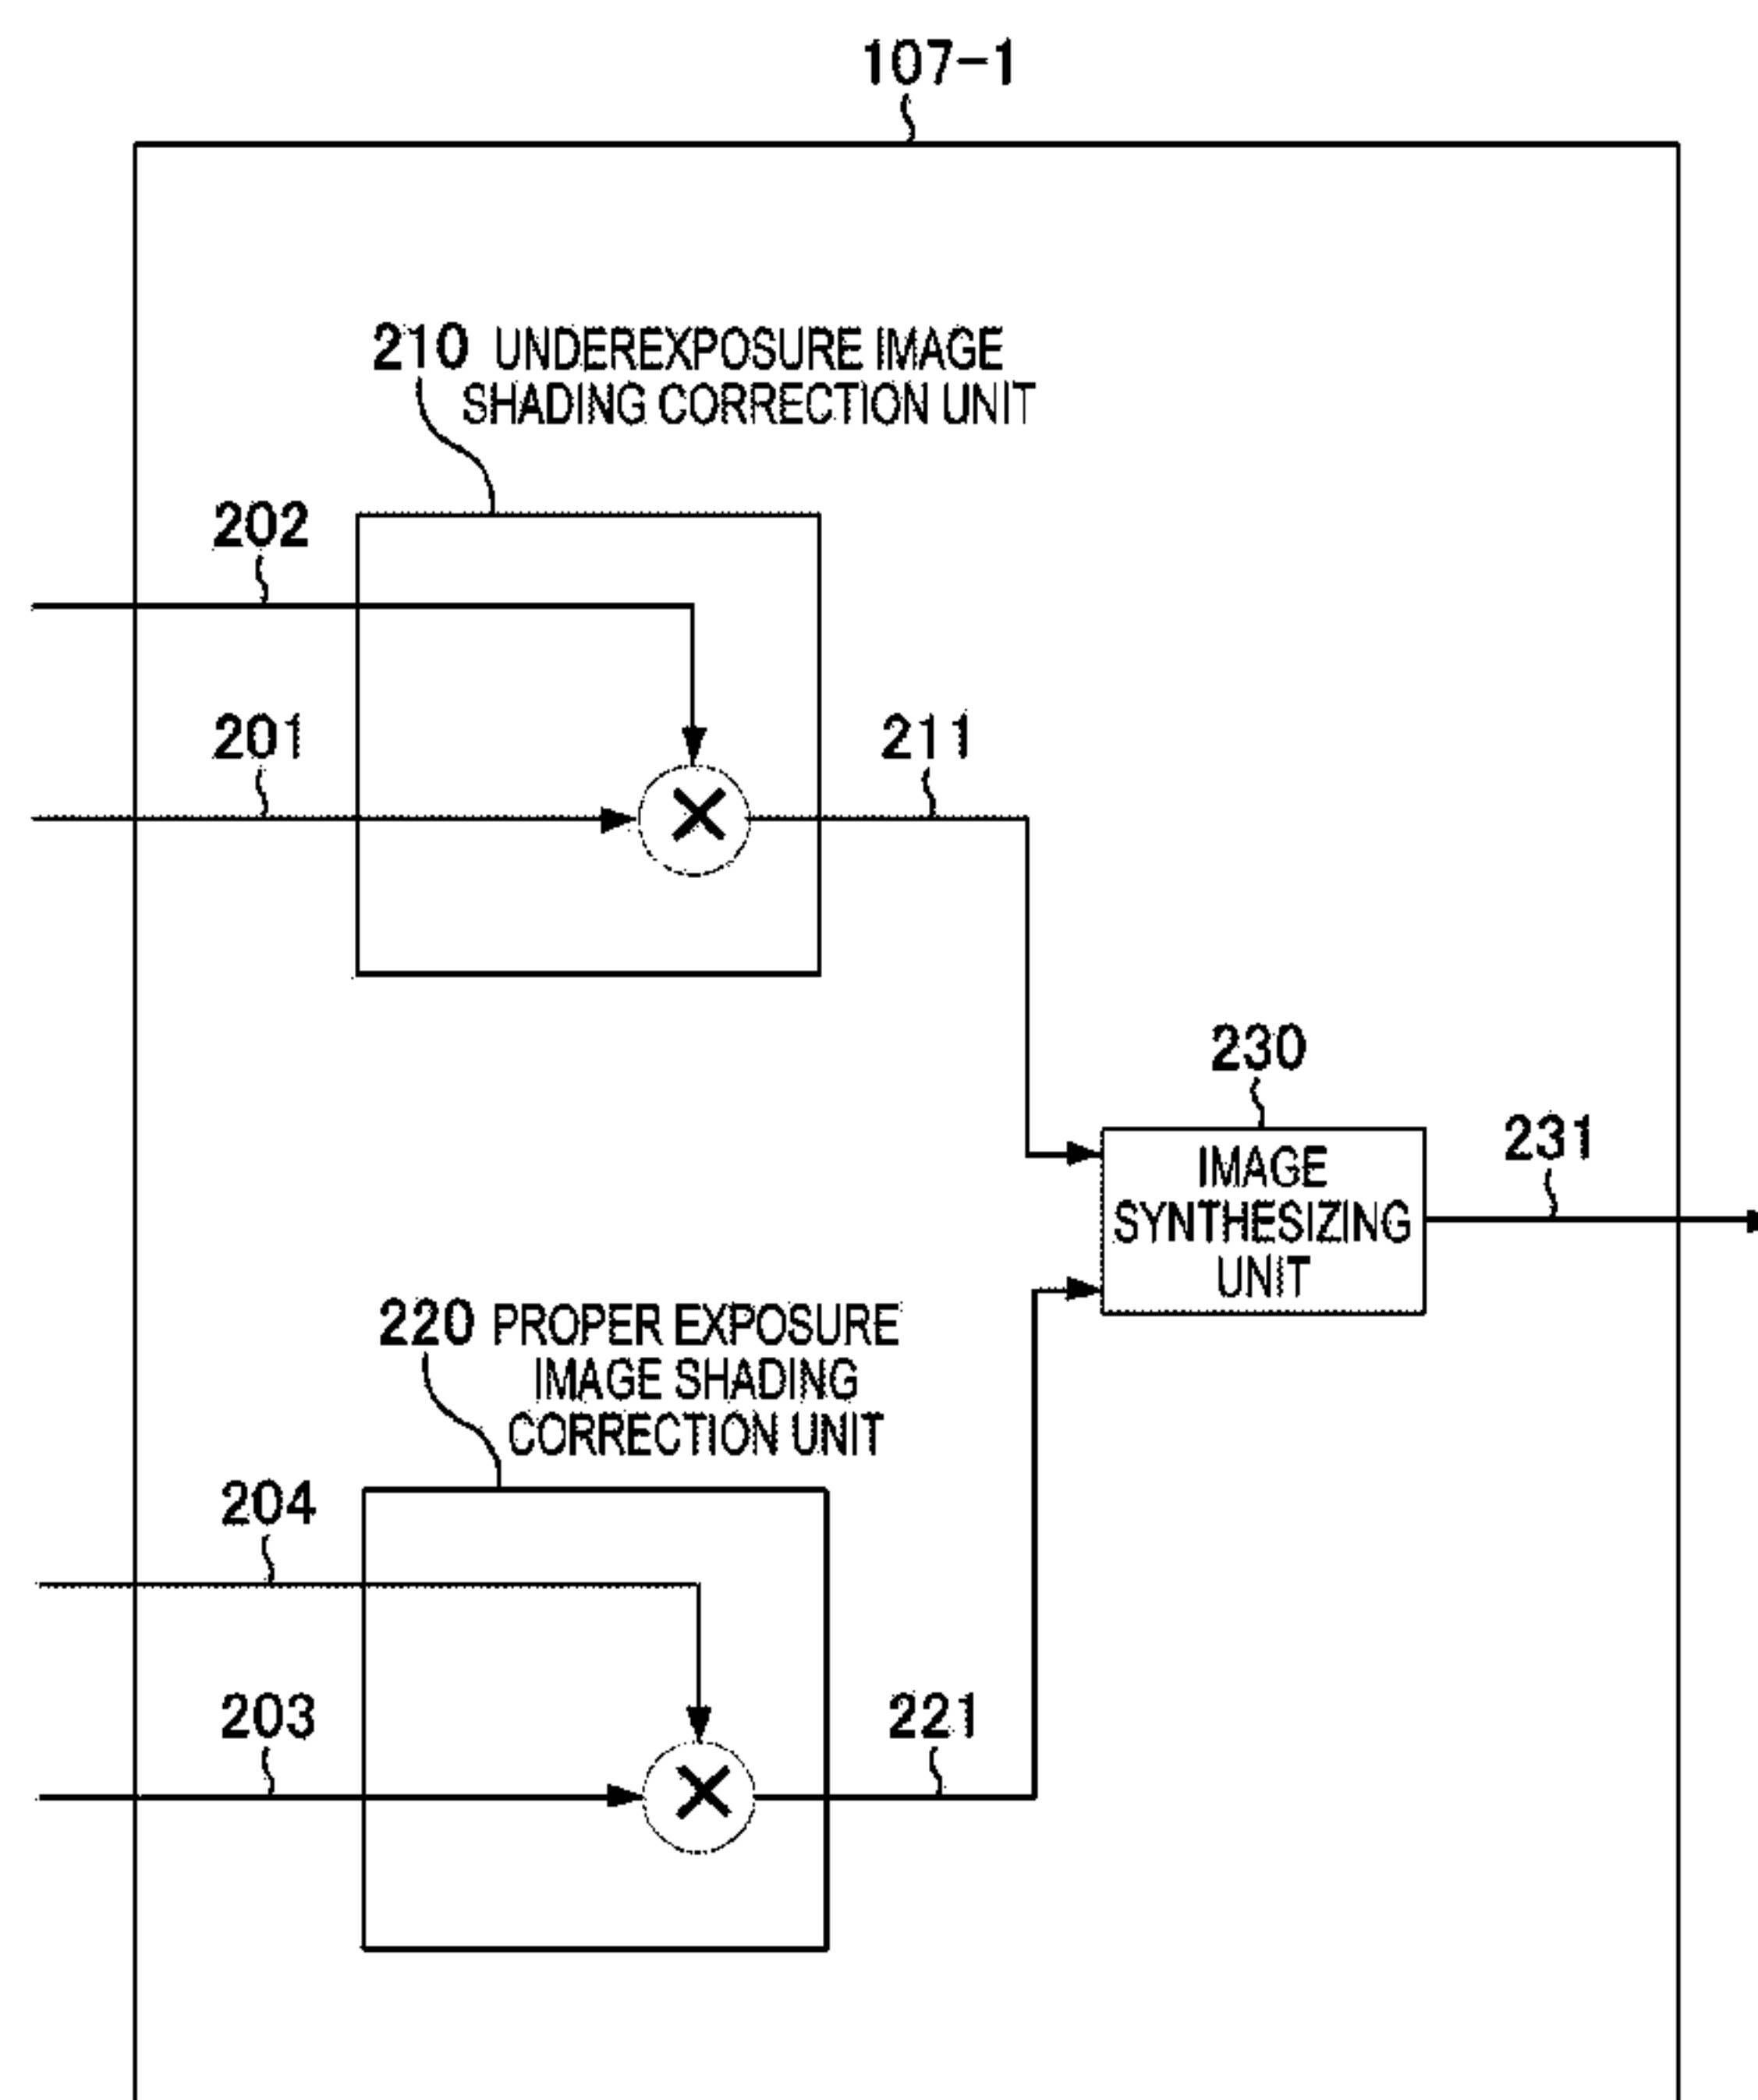 107-1
210 UNDEREXPOSURE IMAGE
SHADING CORRECTION UNIT
202
201
211
230
IMAGE
SYNTHESIZING
UNIT
231
220 PROPER EXPOSURE
IMAGE SHADING
CORRECTION UNIT
204
203
221